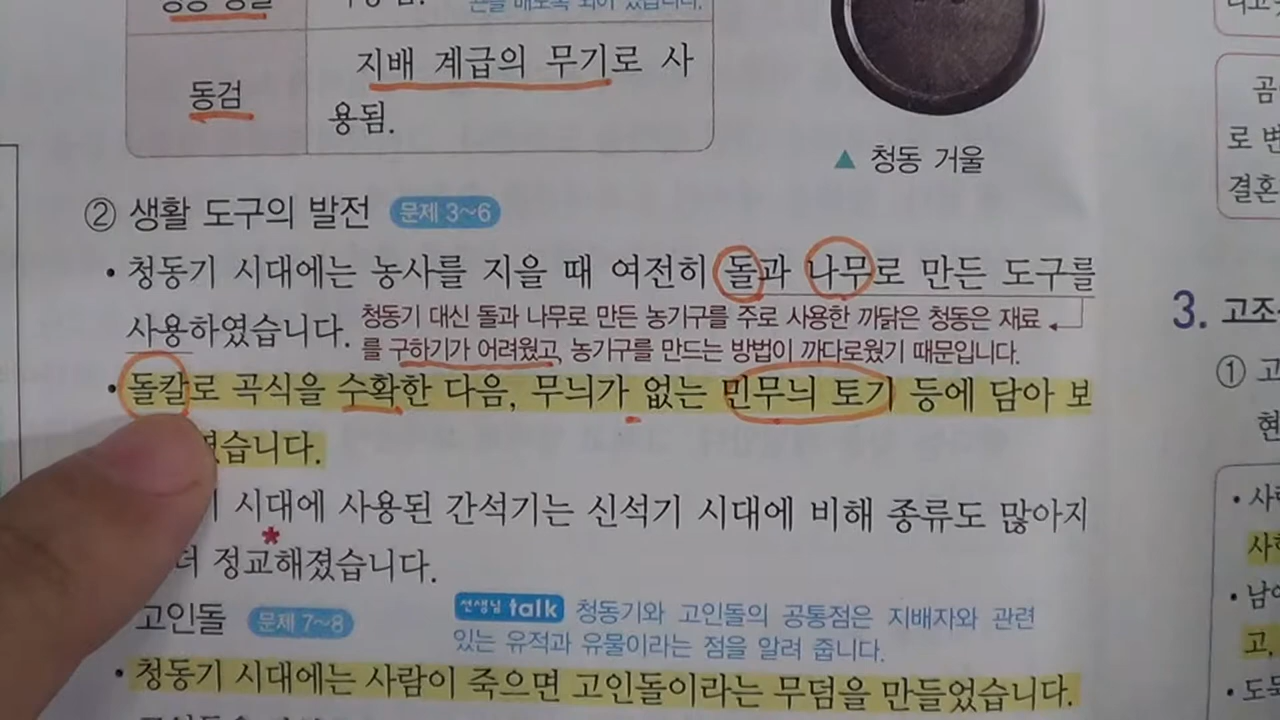 지배 계급의 무기로 사
동검
용됨.
▲ 청동 거울
② 생활 도구의 발전 문제 3~6
• 청동기 시대에는 농사를 지을 때 여전히 돌과 나무로 만든 도구를
사용하였습니다.
청동기 대신 돌과 나무로 만든 농기구를 주로 사용한 까닭은 청동은 재료
를 구하기가 어려웠고, 농기구를 만드는 방법이 까다로웠기 때문입니다.
• 돌칼로 곡식을 수확한 다음, 무늬가 없는 민무늬 토기 등에 담아 보
였습니다.
시대에 사용된 간석기는 신석기 시대에 비해 종류도 많아지
더 정교해졌습니다.
*
고인돌 문제 7~8
선생님 talk 청동기와 고인돌의 공통점은 지배자와 관련
있는 유적과 유물이라는 점을 알려 줍니다.
• 청동기 시대에는 사람이 죽으면 고인돌이라는 무덤을 만들었습니다.
로 변
결혼
3. 고조
① 고
현
고,